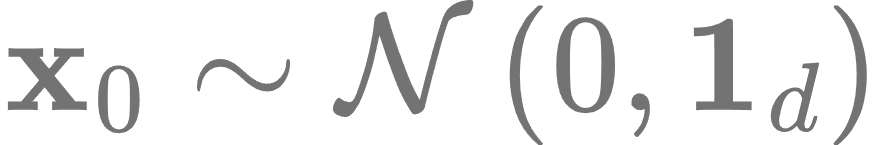 𝐱₀ ∼ 𝒩 (0, 𝟏_d)